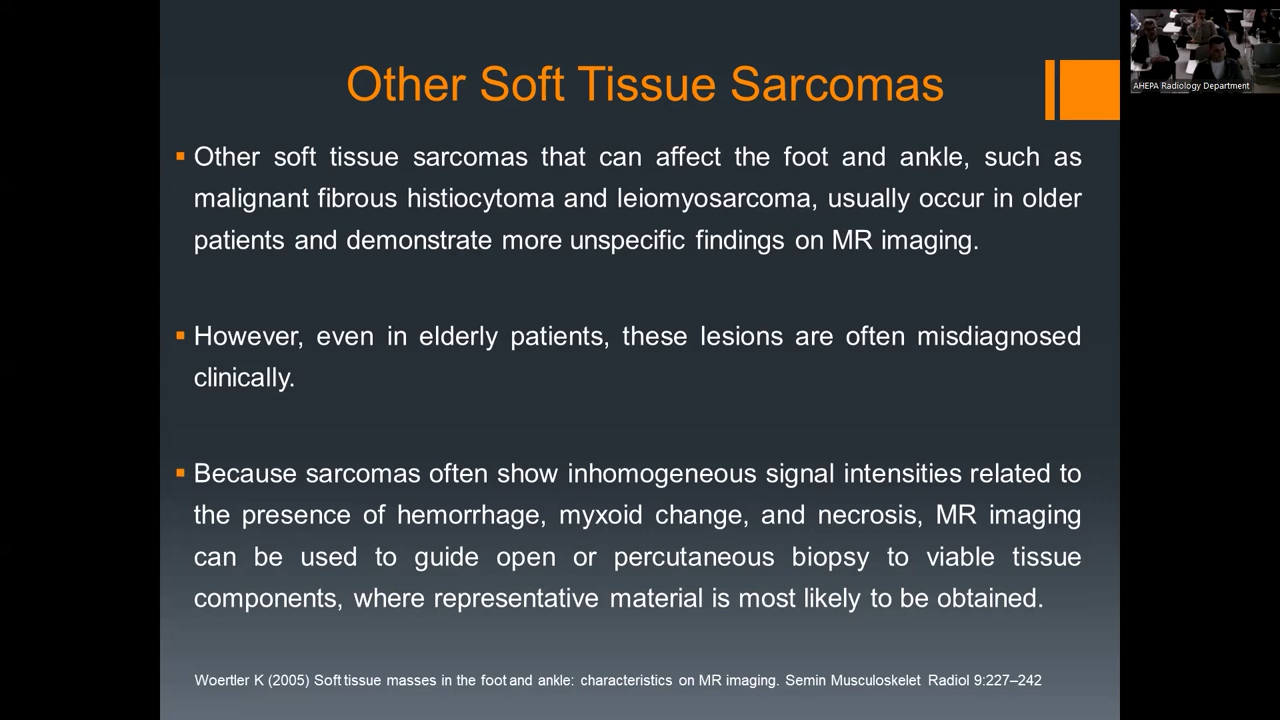 Other Soft Tissue Sarcomas
AHEPA Radiology Department
Other soft tissue sarcomas that can affect the foot and ankle, such as
malignant fibrous histiocytoma and leiomyosarcoma, usually occur in older
patients and demonstrate more unspecific findings on MR imaging.
However, even in elderly patients, these lesions are often misdiagnosed
clinically.
Because sarcomas often show inhomogeneous signal intensities related to
the presence of hemorrhage, myxoid change, and necrosis, MR imaging
can be used to guide open or percutaneous biopsy to viable tissue
components, where representative material is most likely to be obtained.
Woertler K (2005) Soft tissue masses in the foot and ankle: characteristics on MR imaging. Semin Musculoskelet Radiol 9:227–242